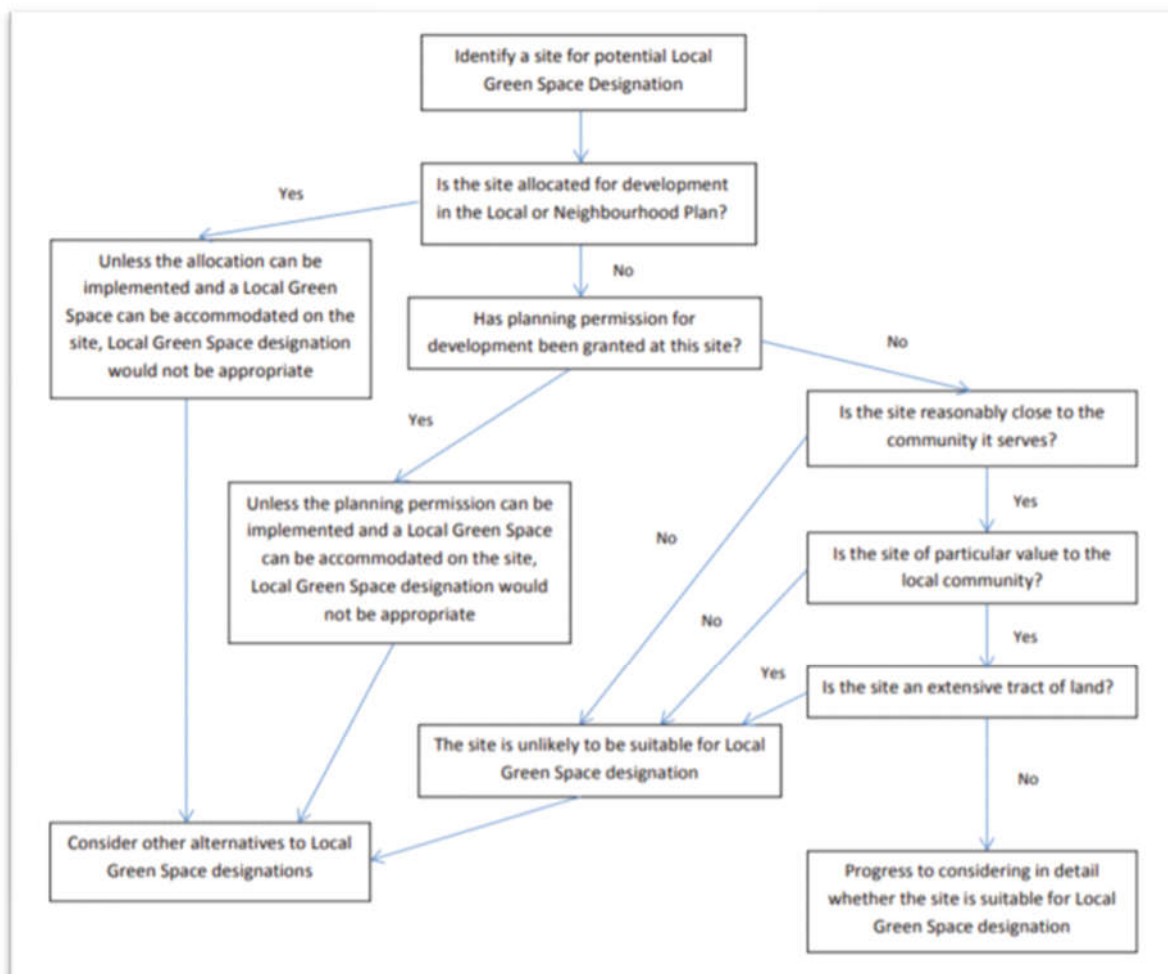 Identify a site for potential Local
Green Space Designation
Is the site allocated for development
in the Local or Neighbourhood Plan?
Yes
Unless the allocation can be
implemented and a Local Green
Space can be accommodated on the
site, Local Green Space designation
would not be appropriate
No
Has planning permission for
development been granted at this site?
No
Yes
Is the site reasonably close to the
community it serves?
Unless the planning permission can be
implemented and a Local Green Space
can be accommodated on the site,
Local Green Space designation would
not be appropriate
Yes
No
Is the site of particular value to the
local community?
No
Yes
Yes
Is the site an extensive tract of land?
The site is unlikely to be suitable for Local
Green Space designation
No
Consider other alternatives to Local
Green Space designations
Progress to considering in detail
whether the site is suitable for Local
Green Space designation